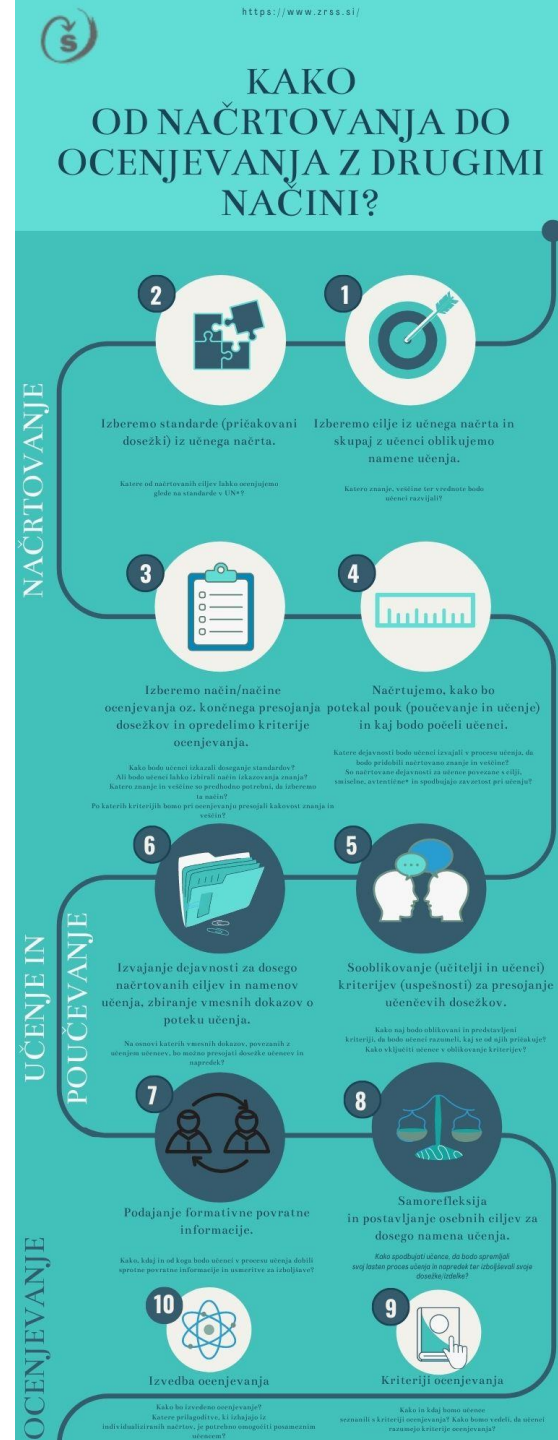 https://www.zrss.si/
Š
KAKO
OD NAČRTOVANJA DO
OCENJEVANJA Z DRUGIMI
NAČINI?
NAČRTOVANJE
1
Izberemo cilje iz učnega načrta in
skupaj z učenci oblikujemo
namene učenja.
Katero znanje, veščine ter vrednote bodo
učenci razvijali?
2
Izberemo standarde (pričakovani
dosežki) iz učnega načrta.
Katere od načrtovanih ciljev lahko ocenjujemo
glede na standarde v UN*?
3
Izberemo način/načine
ocenjevanja oz. končnega presojanja
dosežkov in opredelimo kriterije
ocenjevanja.
Kako bodo učenci izkazali doseganje standardov?
Ali bodo učenci lahko izbirali način izkazovanja znanja?
Katero znanje in veščine so predhodno potrebni, da izberemo
ta način?
Po katerih kriterijih bomo pri ocenjevanju presojali kakovost znanja in
veščin?
4
Načrtujemo, kako bo
potekal pouk (poučevanje in učenje)
in kaj bodo počeli učenci.
Katere dejavnosti bodo učenci izvajali v procesu učenja, da
bodo pridobili načrtovano znanje in veščine?
So načrtovane dejavnosti za učence povezane s cilji,
smiselne, avtentične* in spodbujajo zavzetost pri učenju?
UČENJE IN
POUČEVANJE
5
Sooblikovanje (učitelji in učenci)
kriterijev (uspešnosti) za presojanje
učenčevih dosežkov.
Kako naj bodo oblikovani in predstavljeni
kriteriji, da bodo učenci razumeli, kaj se od njih pričakuje?
Kako vključiti učence v oblikovanje kriterijev?
6
Izvajanje dejavnosti za dosego
načrtovanih ciljev in namenov
učenja, zbiranje vmesnih dokazov o
poteku učenja.
Na osnovi katerih vmesnih dokazov, povezanih z
učenjem učencev, bo možno presojati dosežke učencev in
napredek?
7
Podajanje formativne povratne
informacije.
Kako, kdaj in od koga bodo učenci v procesu učenja dobili
sprotne povratne informacije in usmeritve za izboljšave?
8
Samorefleksija
in postavljanje osebnih ciljev za
dosego namena učenja.
Kako spodbujati učence, da bodo spremljali
svoj lasten proces učenja in napredek ter izboljševali svoje
dosežke/izdelke?
OCENJEVANJE
9
Kriteriji ocenjevanja
Kako in kdaj bomo učence
seznanili s kriteriji ocenjevanja? Kako bomo vedeli, da učenci
razumejo kriterije ocenjevanja?
10
Izvedba ocenjevanja
Kako bo izvedeno ocenjevanje?
Katere prilagoditve, ki izhajajo iz
individualiziranih načrtov, je potrebno omogočiti posameznim
učencem?